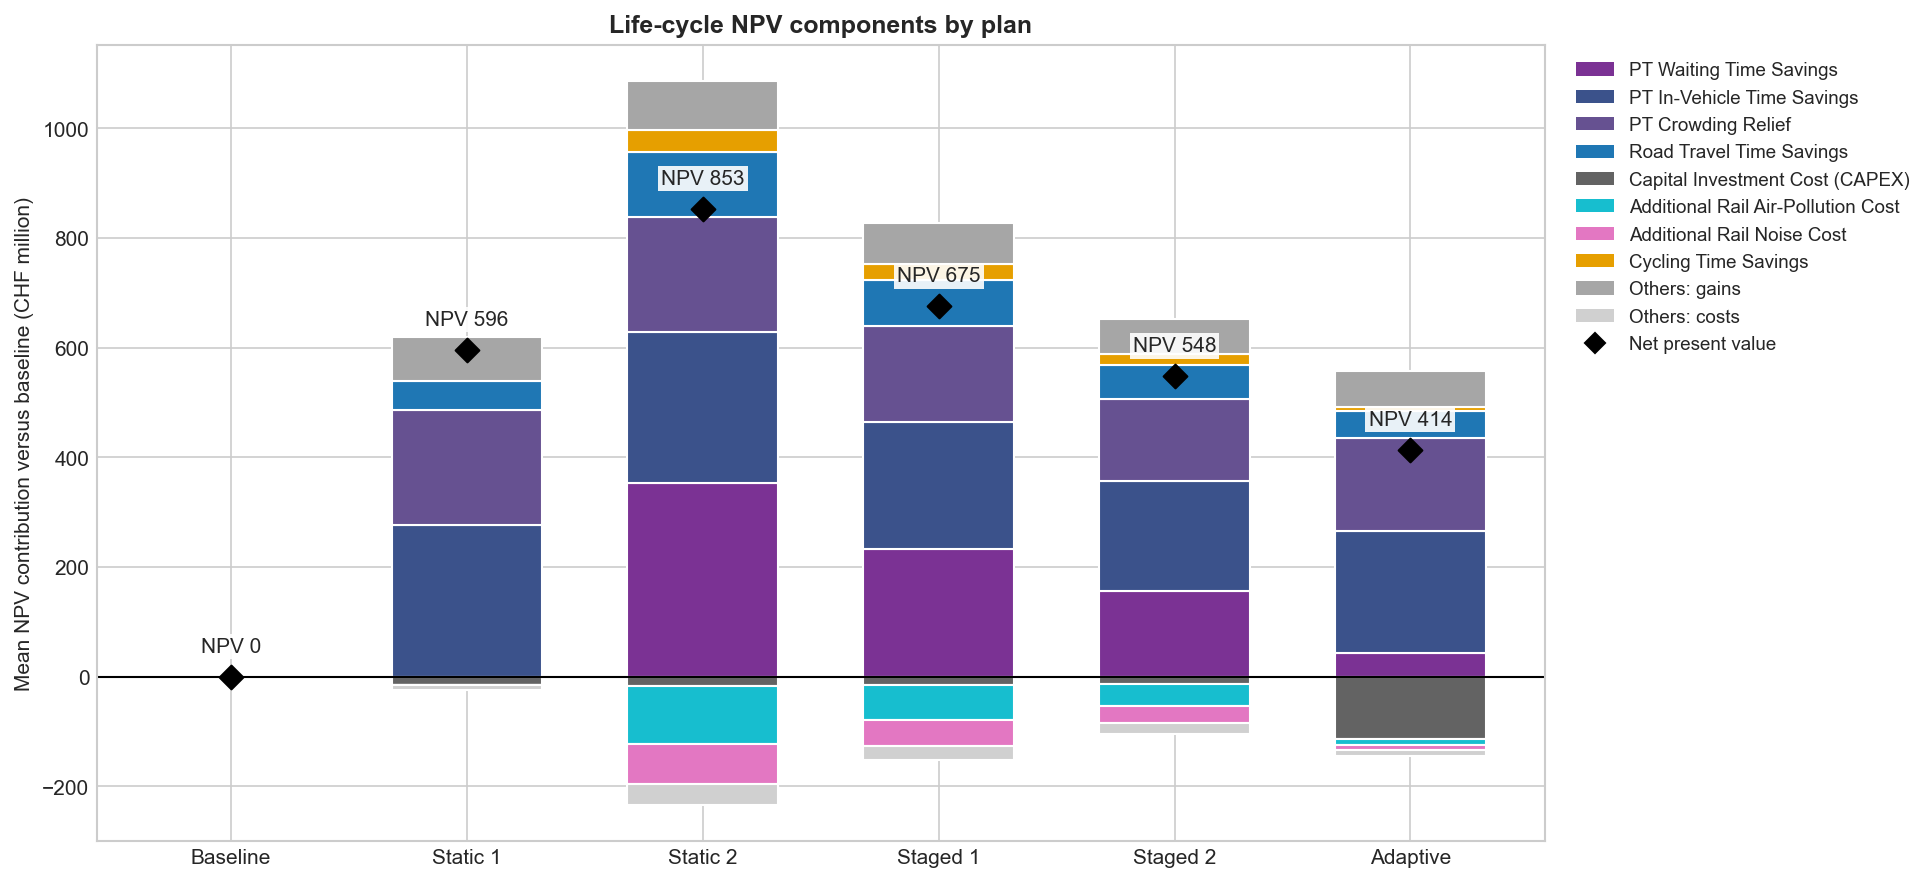 Life-cycle NPV components by plan
Mean NPV contribution versus baseline (CHF million)
1000
800
600
400
200
0
−200
NPV 0
NPV 596
NPV 853
NPV 675
NPV 548
NPV 414
Baseline
Static 1
Static 2
Staged 1
Staged 2
Adaptive
PT Waiting Time Savings
PT In-Vehicle Time Savings
PT Crowding Relief
Road Travel Time Savings
Capital Investment Cost (CAPEX)
Additional Rail Air-Pollution Cost
Additional Rail Noise Cost
Cycling Time Savings
Others: gains
Others: costs
Net present value